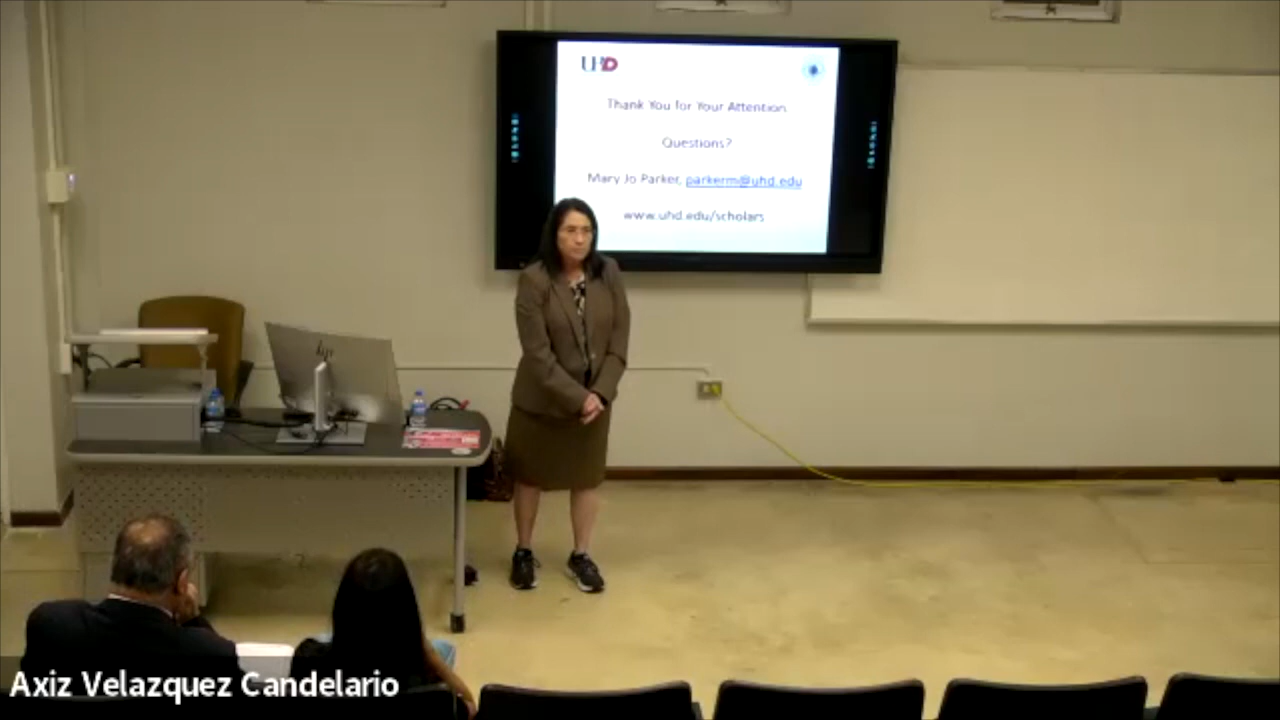 UHD
Thank You for Your Attention
Questions?
Mary Jo Parker, parkerm@uhd.edu
www.uhd.edu/scholars
hp
Axiz Velazquez Candelario